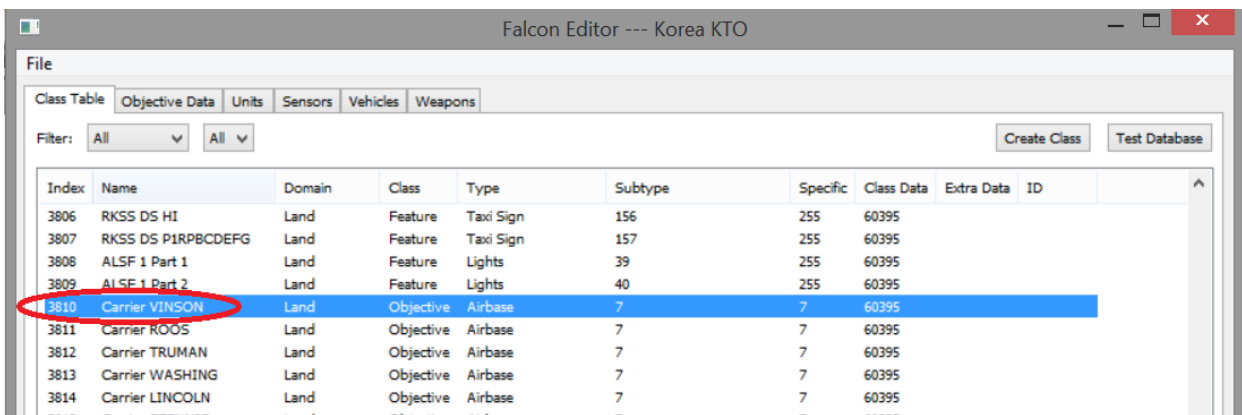 Falcon Editor --- Korea KTO
File
Class Table Objective Data Units Sensors Vehicles Weapons
Filter: All All Create Class Test Database
Index Name Domain Class Type Subtype Specific Class Data Extra Data ID
3806 RKSS DS HI Land Feature Taxi Sign 156 255 60395
3807 RKSS DS P1RPBCDEFG Land Feature Taxi Sign 157 255 60395
3808 ALSF 1 Part 1 Land Feature Lights 39 255 60395
3809 ALSF 1 Part 2 Land Feature Lights 40 255 60395
3810 Carrier VINSON Land Objective Airbase 7 7 60395
3811 Carrier ROOS Land Objective Airbase 7 7 60395
3812 Carrier TRUMAN Land Objective Airbase 7 7 60395
3813 Carrier WASHING Land Objective Airbase 7 7 60395
3814 Carrier LINCOLN Land Objective Airbase 7 7 60395